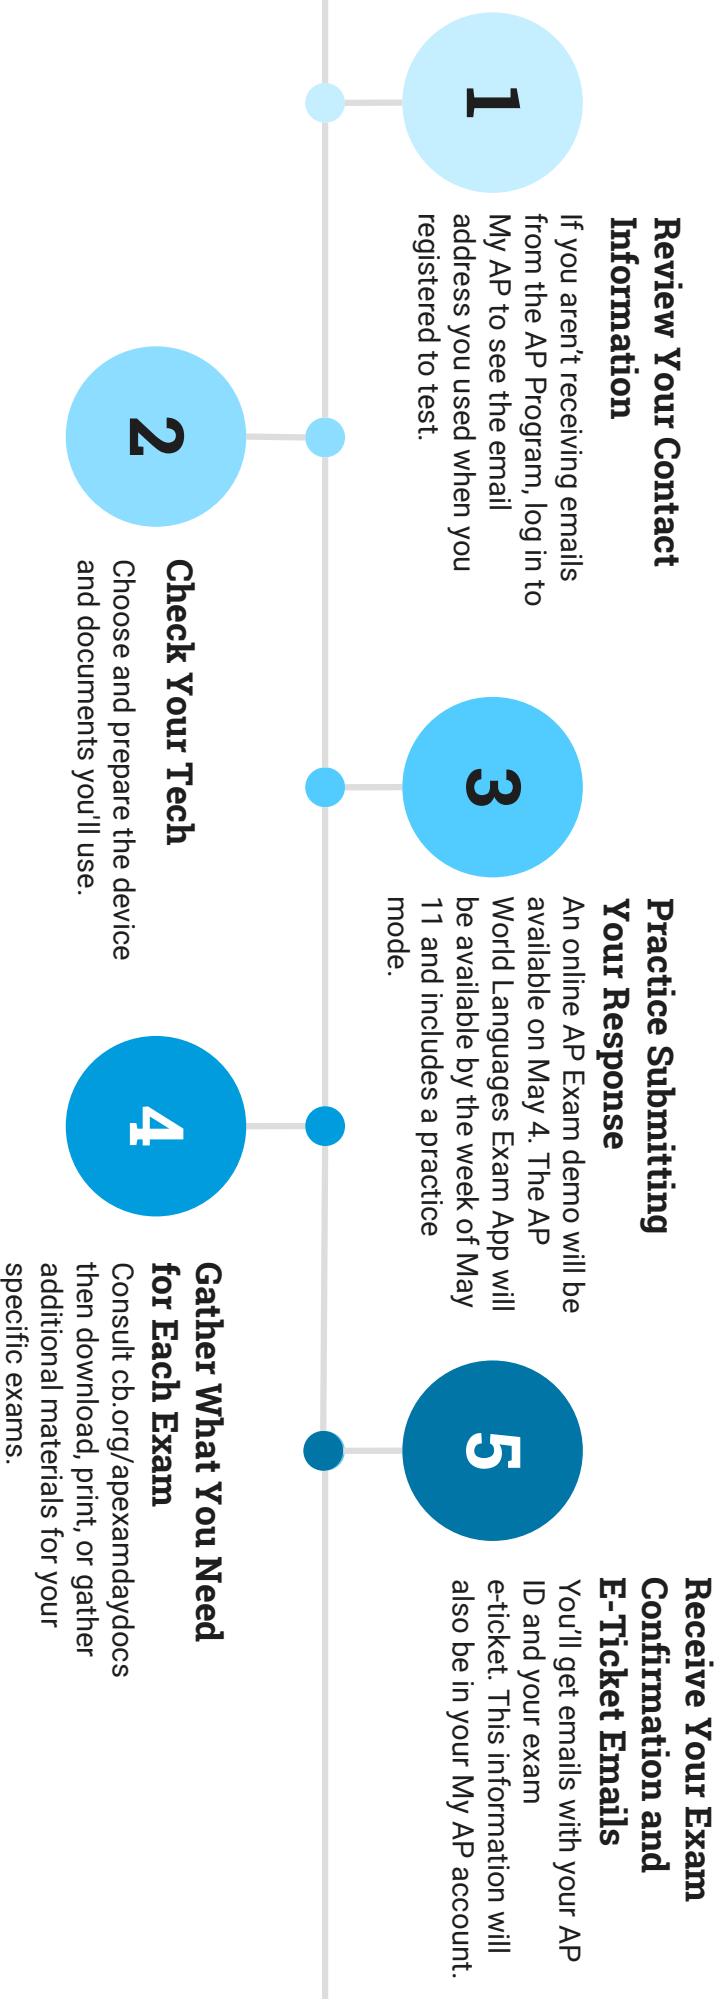 1
Review Your Contact
Information
If you aren’t receiving emails
from the AP Program, log in to
My AP to see the email
address you used when you
registered to test.
2
Check Your Tech
Choose and prepare the device
and documents you'll use.
3
Practice Submitting
Your Response
An online AP Exam demo will be
available on May 4. The AP
World Languages Exam App will
be available by the week of May
11 and includes a practice
mode.
4
Gather What You Need
for Each Exam
Consult cb.org/apexamdaydocs
then download, print, or gather
additional materials for your
specific exams.
5
Receive Your Exam
Confirmation and
E-Ticket Emails
You’ll get emails with your AP
ID and your exam
e-ticket. This information will
also be in your My AP account.